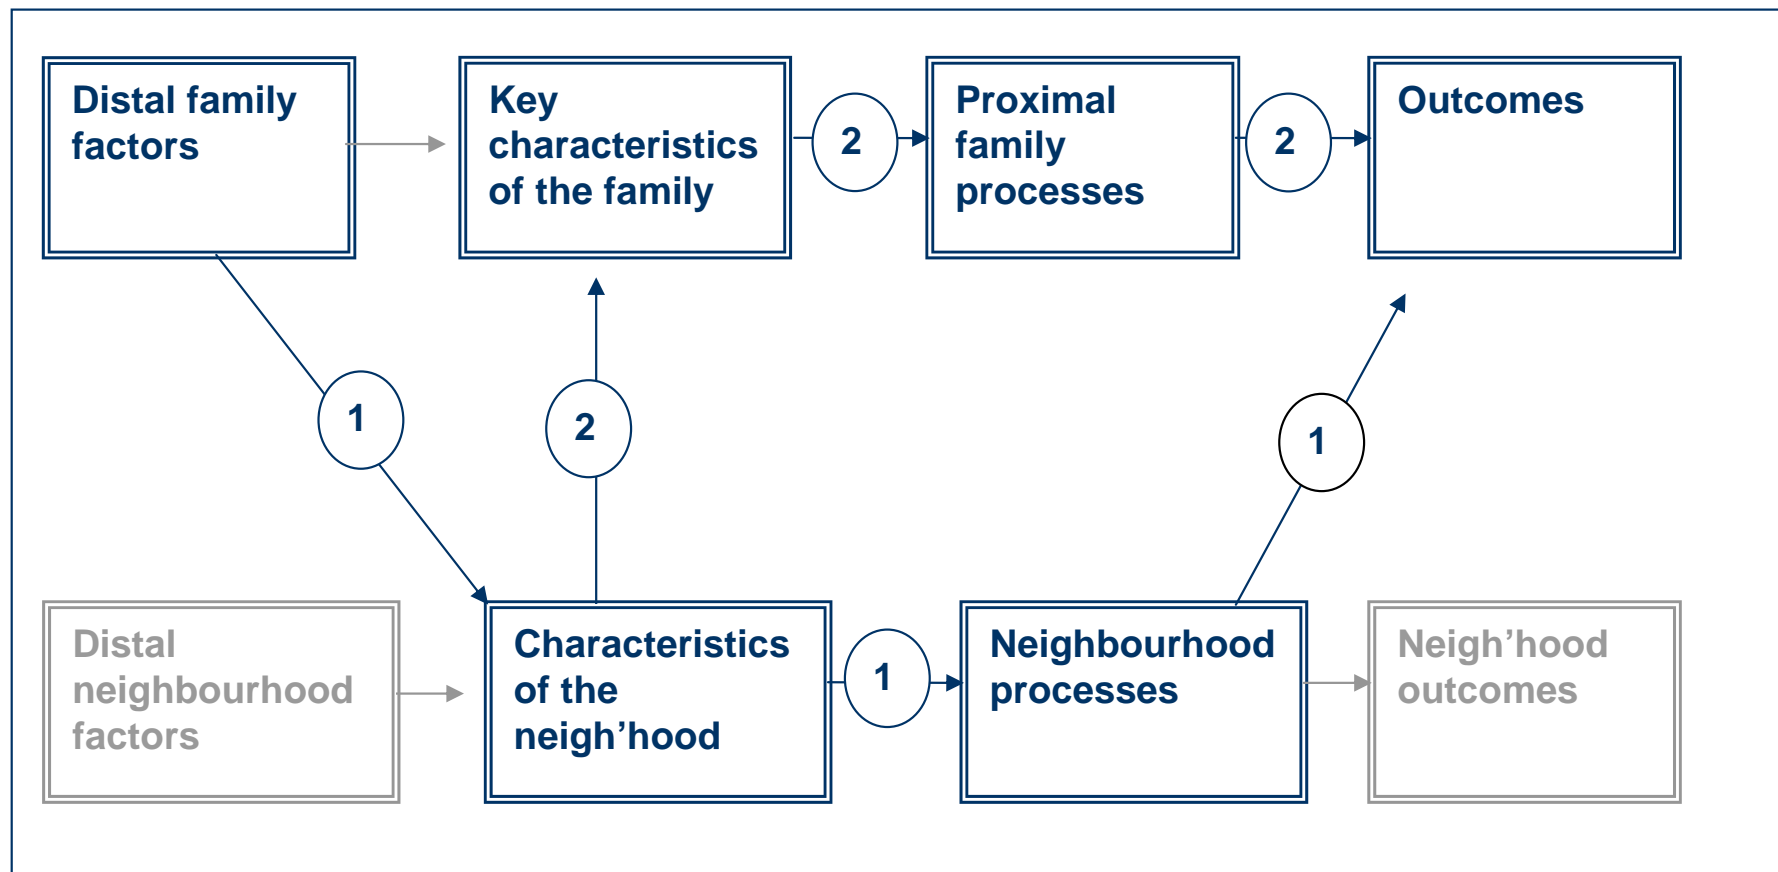 Distal family
factors
Key
characteristics
of the family
2
Proximal
family
processes
2
Outcomes
1
2
1
Distal
neighbourhood
factors
Characteristics
of the
neigh’hood
1
Neighbourhood
processes
Neigh’hood
outcomes